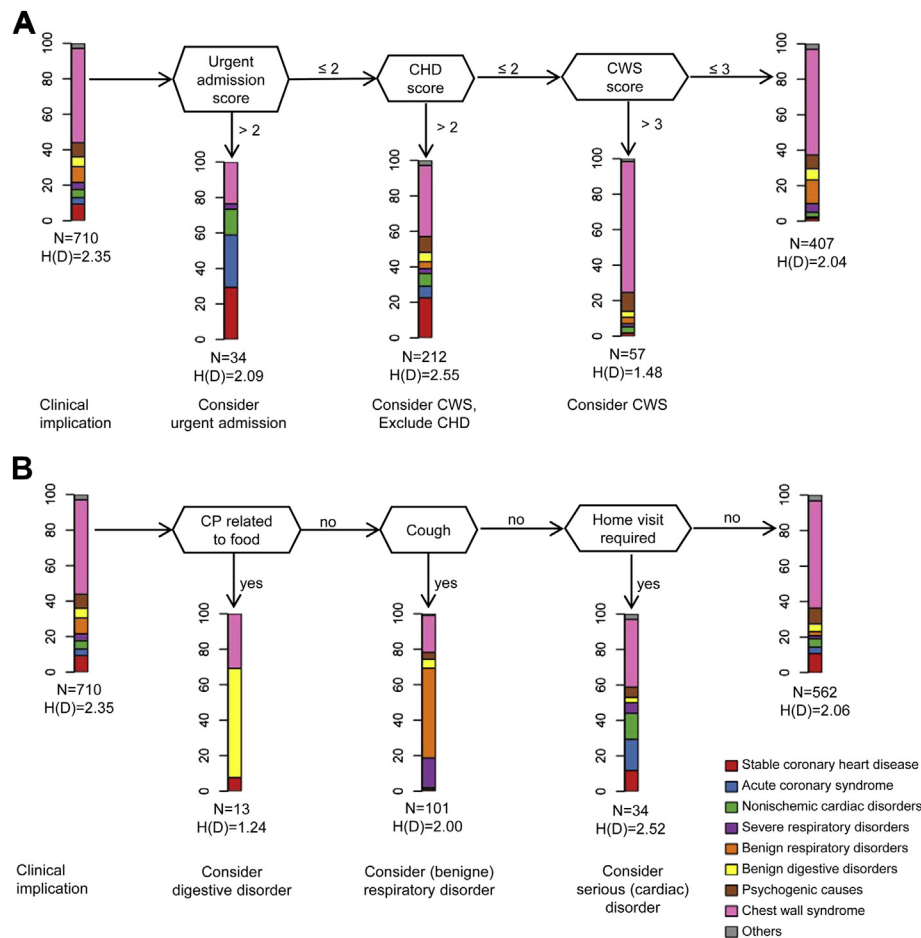 A
Urgent
admission
score
≤ 2
CHD
score
≤ 2
CWS
score
≤ 3
> 2
> 2
> 3
0 20 40 60 80 100
0 20 40 60 80 100
0 20 40 60 80 100
0 20 40 60 80 100
0 20 40 60 80 100
N=710
H(D)=2.35
N=34
H(D)=2.09
N=212
H(D)=2.55
N=57
H(D)=1.48
N=407
H(D)=2.04
Clinical
implication
Consider
urgent admission
Consider CWS,
Exclude CHD
Consider CWS
B
CP related
to food
no
Cough
no
Home visit
required
no
yes
yes
yes
0 20 40 60 80 100
0 20 40 60 80 100
0 20 40 60 80 100
0 20 40 60 80 100
0 20 40 60 80 100
N=710
H(D)=2.35
N=13
H(D)=1.24
N=101
H(D)=2.00
N=34
H(D)=2.52
N=562
H(D)=2.06
Clinical
implication
Consider
digestive disorder
Consider (benigne)
respiratory disorder
Consider
serious (cardiac)
disorder
Stable coronary heart disease
Acute coronary syndrome
Nonischemic cardiac disorders
Severe respiratory disorders
Benign respiratory disorders
Benign digestive disorders
Psychogenic causes
Chest wall syndrome
Others